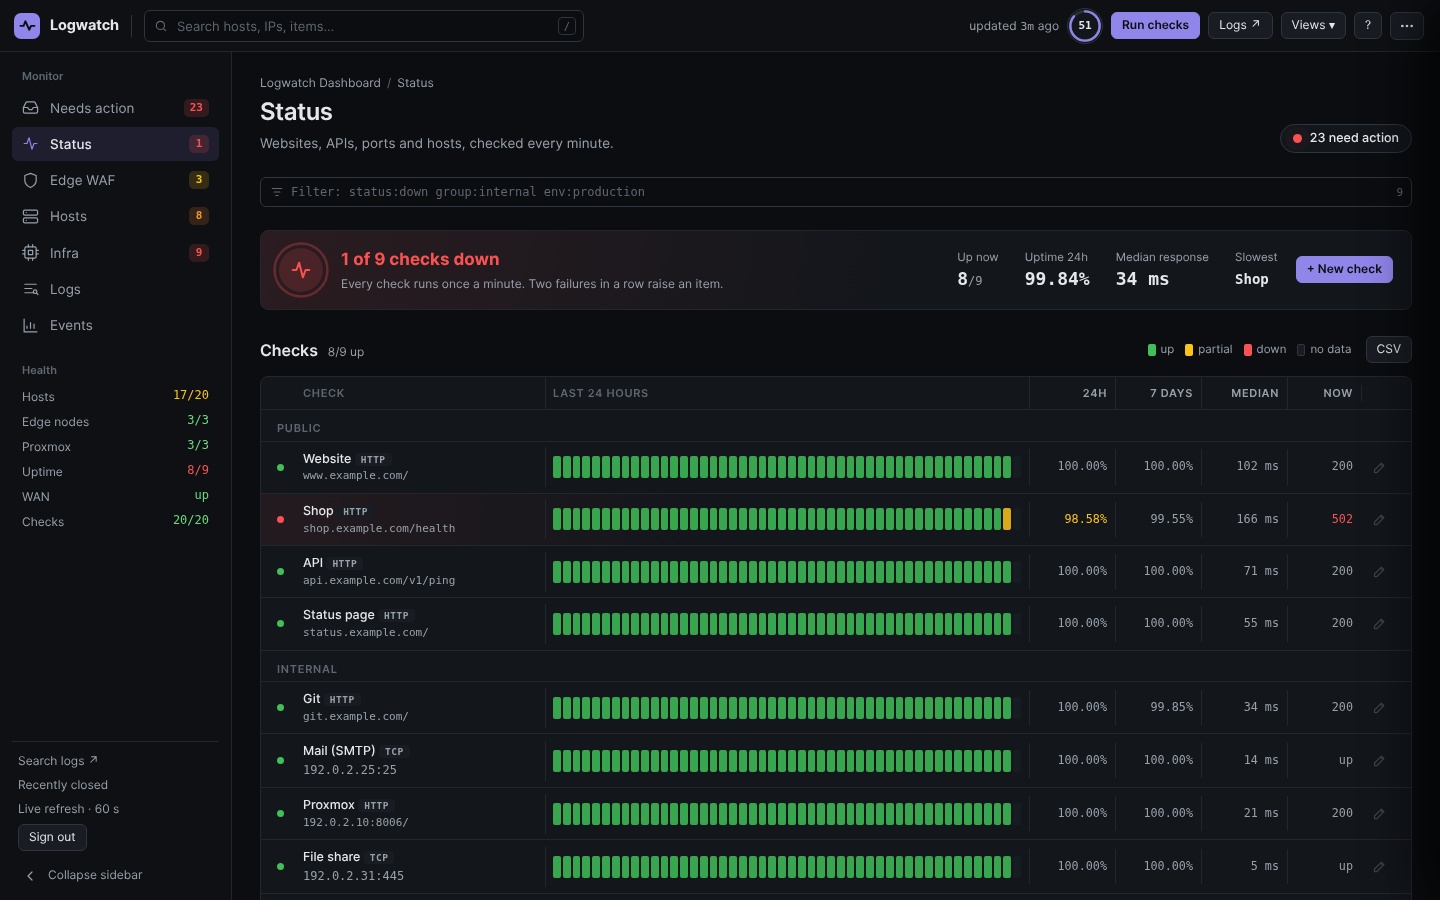 Logwatch
Search hosts, IPs, items...
/
updated 3m ago
51
Run checks
Logs ↗
Views ▾
?
...
Monitor
Needs action 23
Status 1
Edge WAF 3
Hosts 8
Infra 9
Logs
Events
Health
Hosts 17/20
Edge nodes 3/3
Proxmox 3/3
Uptime 8/9
WAN up
Checks 20/20
Search logs ↗
Recently closed
Live refresh · 60 s
Sign out
Collapse sidebar
Logwatch Dashboard / Status
Status
Websites, APIs, ports and hosts, checked every minute.
23 need action
Filter: status:down group:internal env:production 9
1 of 9 checks down
Every check runs once a minute. Two failures in a row raise an item.
Up now
8/9
Uptime 24h
99.84%
Median response
34 ms
Slowest
Shop
+ New check
Checks 8/9 up
up partial down no data
CSV
CHECK LAST 24 HOURS 24H 7 DAYS MEDIAN NOW
PUBLIC
Website HTTP
www.example.com/
100.00% 100.00% 102 ms 200
Shop HTTP
shop.example.com/health
98.58% 99.55% 166 ms 502
API HTTP
api.example.com/v1/ping
100.00% 100.00% 71 ms 200
Status page HTTP
status.example.com/
100.00% 100.00% 55 ms 200
INTERNAL
Git HTTP
git.example.com/
100.00% 99.85% 34 ms 200
Mail (SMTP) TCP
192.0.2.25:25
100.00% 100.00% 14 ms up
Proxmox HTTP
192.0.2.10:8006/
100.00% 100.00% 21 ms 200
File share TCP
192.0.2.31:445
100.00% 100.00% 5 ms up